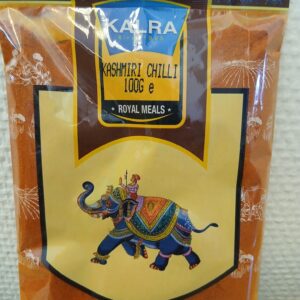 KALRA
KASHMIRI CHILLI
100G e
ROYAL MEALS ★